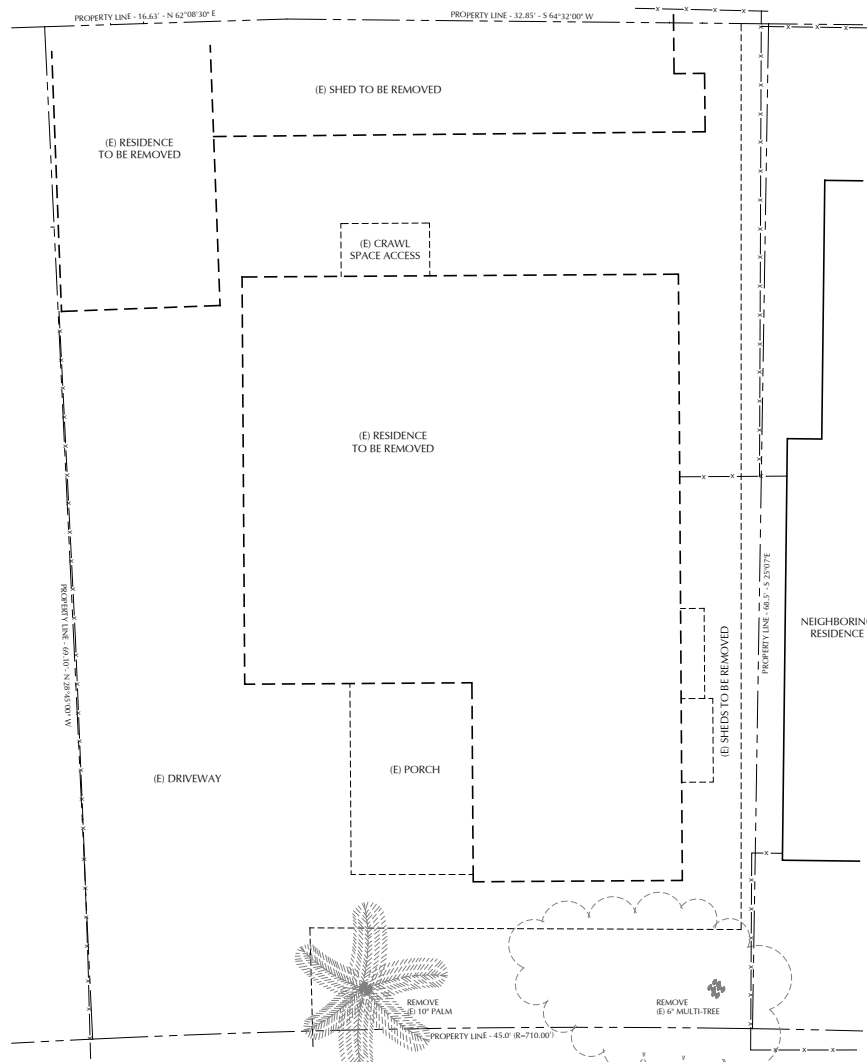 PROPERTY LINE - 16.63' - N 62°08'30" E
PROPERTY LINE - 32.85' - S 64°32'00" W
(E) SHED TO BE REMOVED
(E) RESIDENCE
TO BE REMOVED
(E) CRAWL
SPACE ACCESS
(E) RESIDENCE
TO BE REMOVED
PROPERTY LINE - 68.5' - S 25°07'E
NEIGHBORING
RESIDENCE
PROPERTY LINE - 69.10' - N 28°45'00" W
(E) SHEDS TO BE REMOVED
(E) DRIVEWAY
(E) PORCH
REMOVE
(E) 10" PALM
REMOVE
(E) 6" MULTI-TREE
PROPERTY LINE - 45.0' (R=710.00')